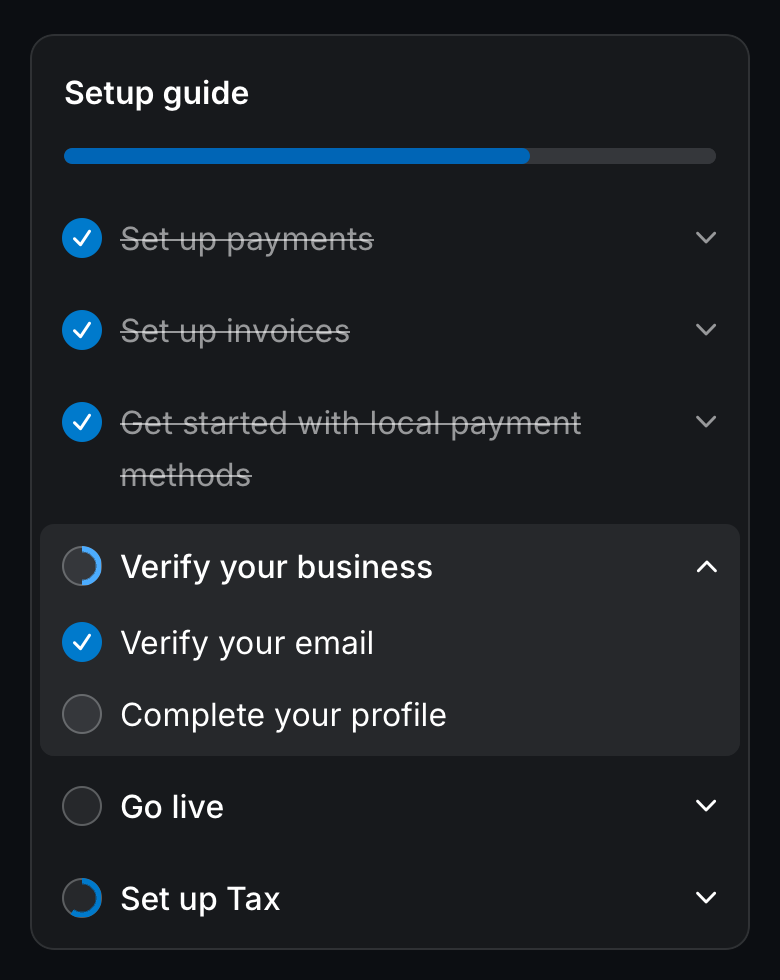 Setup guide
Set up payments
Set up invoices
Get started with local payment
methods
Verify your business
Verify your email
Complete your profile
Go live
Set up Tax